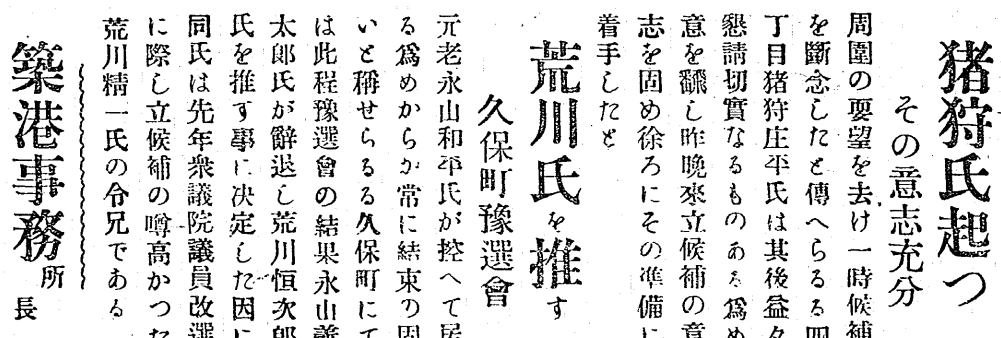 猪狩氏起つ
その意志充分
周圍の要望を去け一時候補
を斷念したと傳へらるる四
丁目猪狩庄平氏は其後益々
懇請切實なるものある爲め
意を飜し昨晩來立候補の意
志を固め徐ろにその準備に
着手したと
荒川氏を推す
久保町豫選會
元老永山和平氏が控へて居
る爲めからか常に結束の固
いと稱せらるる久保町にて
は此程豫選會の結果永山
太郎氏が辭退し荒川恒次郎
氏を推す事に決定した因に
同氏は先年衆議院議員改選
に際し立候補の噂高かつた
荒川精一氏の令兄である
築港事務所長